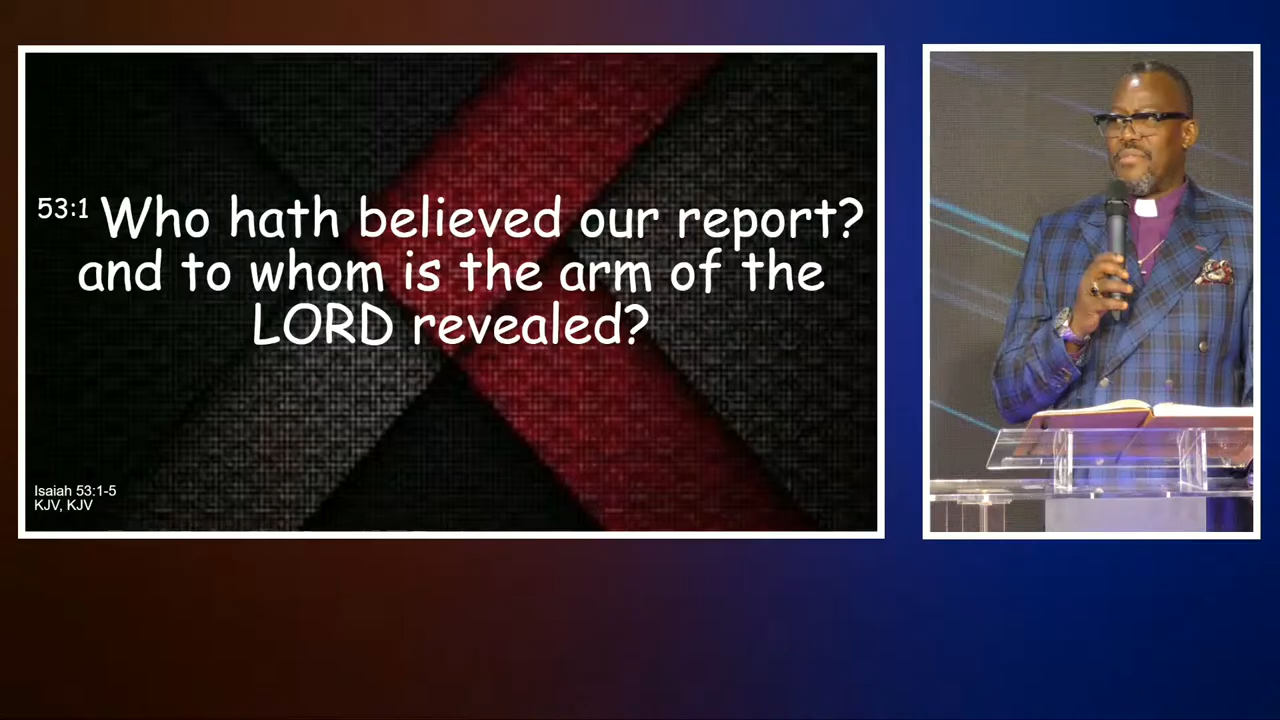 53:1 Who hath believed our report?
and to whom is the arm of the
LORD revealed?
Isaiah 53:1-5
KJV, KJV